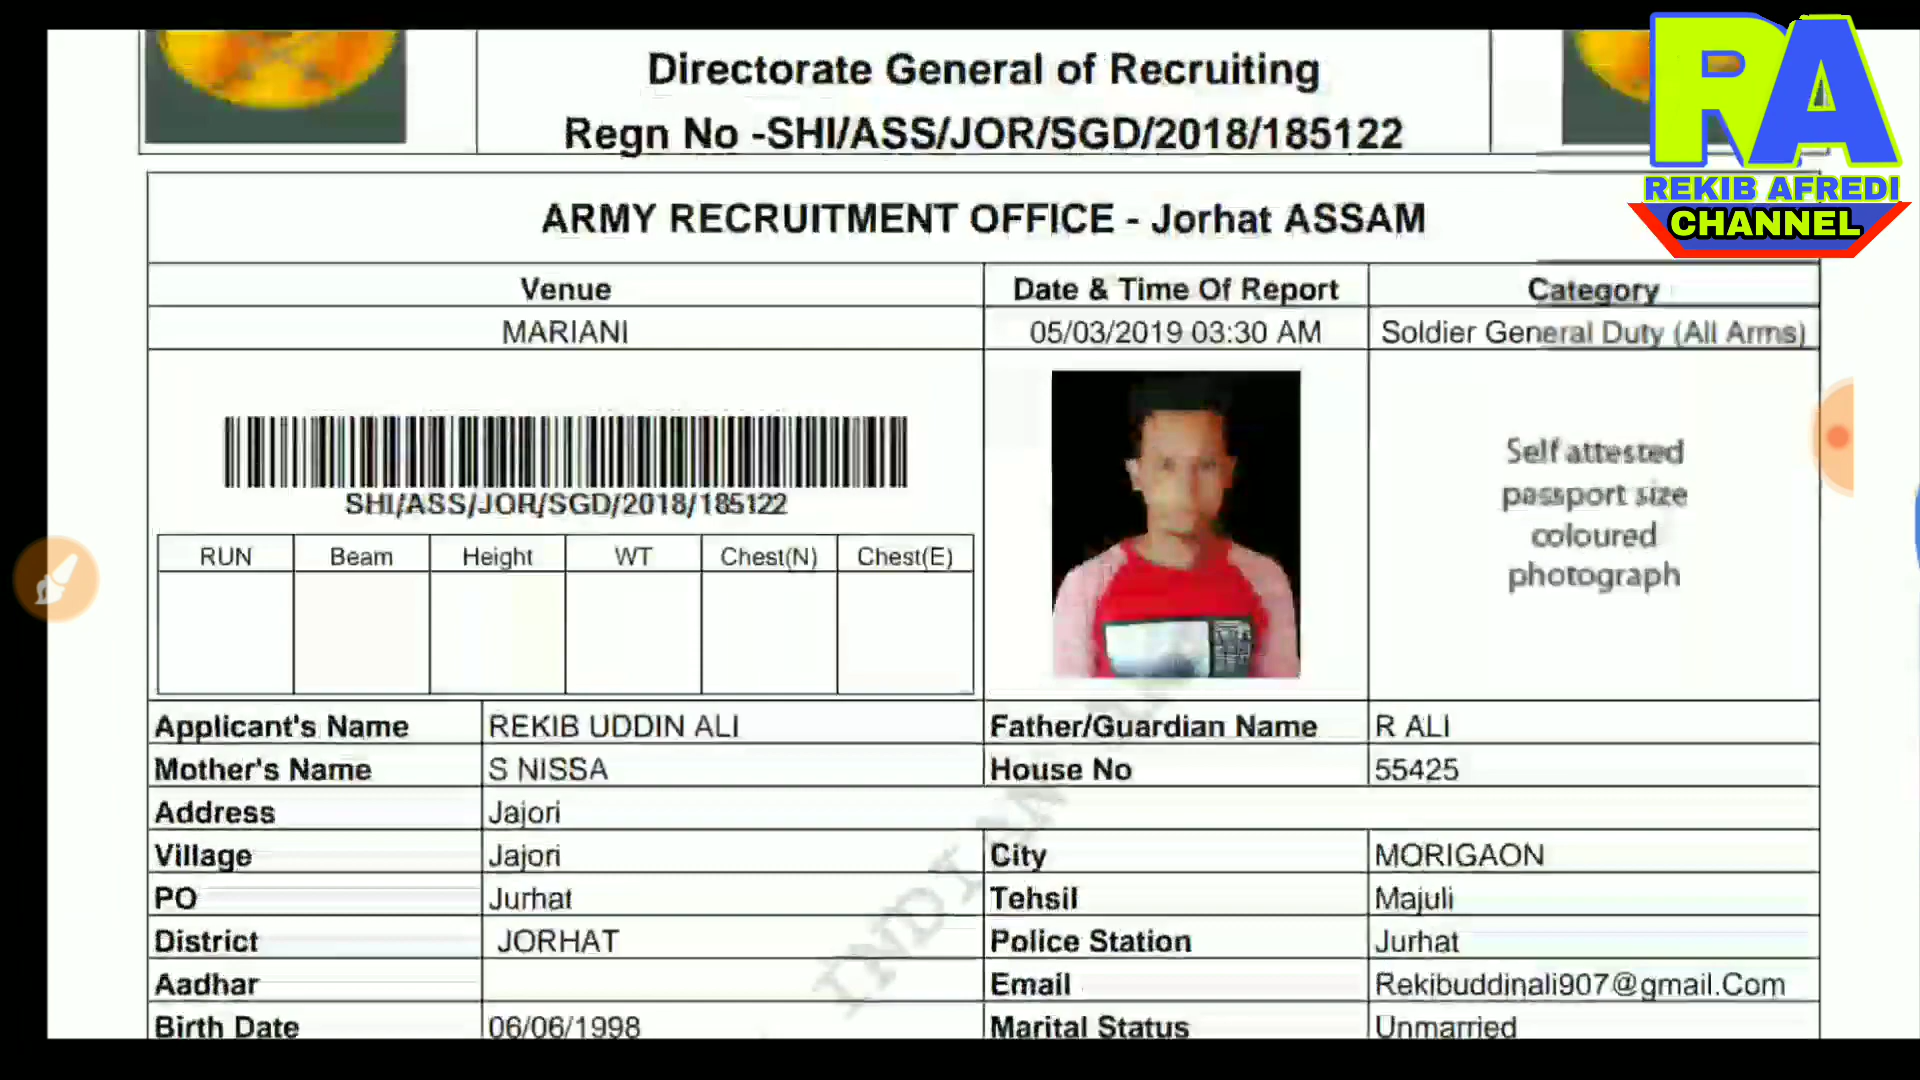 Directorate General of Recruiting
Regn No -SHI/ASS/JOR/SGD/2018/185122
RA
REKIB AFREDI
CHANNEL
ARMY RECRUITMENT OFFICE - Jorhat ASSAM
Venue Date & Time Of Report Category
MARIANI 05/03/2019 03:30 AM Soldier General Duty (All Arms)
SHI/ASS/JOR/SGD/2018/185122
RUN Beam Height WT Chest(N) Chest(E)
Self attested
passport size
coloured
photograph
Applicant's Name REKIB UDDIN ALI Father/Guardian Name R ALI
Mother's Name S NISSA House No 55425
Address Jajori
Village Jajori City MORIGAON
PO Jurhat Tehsil Majuli
District JORHAT Police Station Jurhat
Aadhar Email Rekibuddinali907@gmail.Com
Birth Date 06/06/1998 Marital Status Unmarried
INDIAN